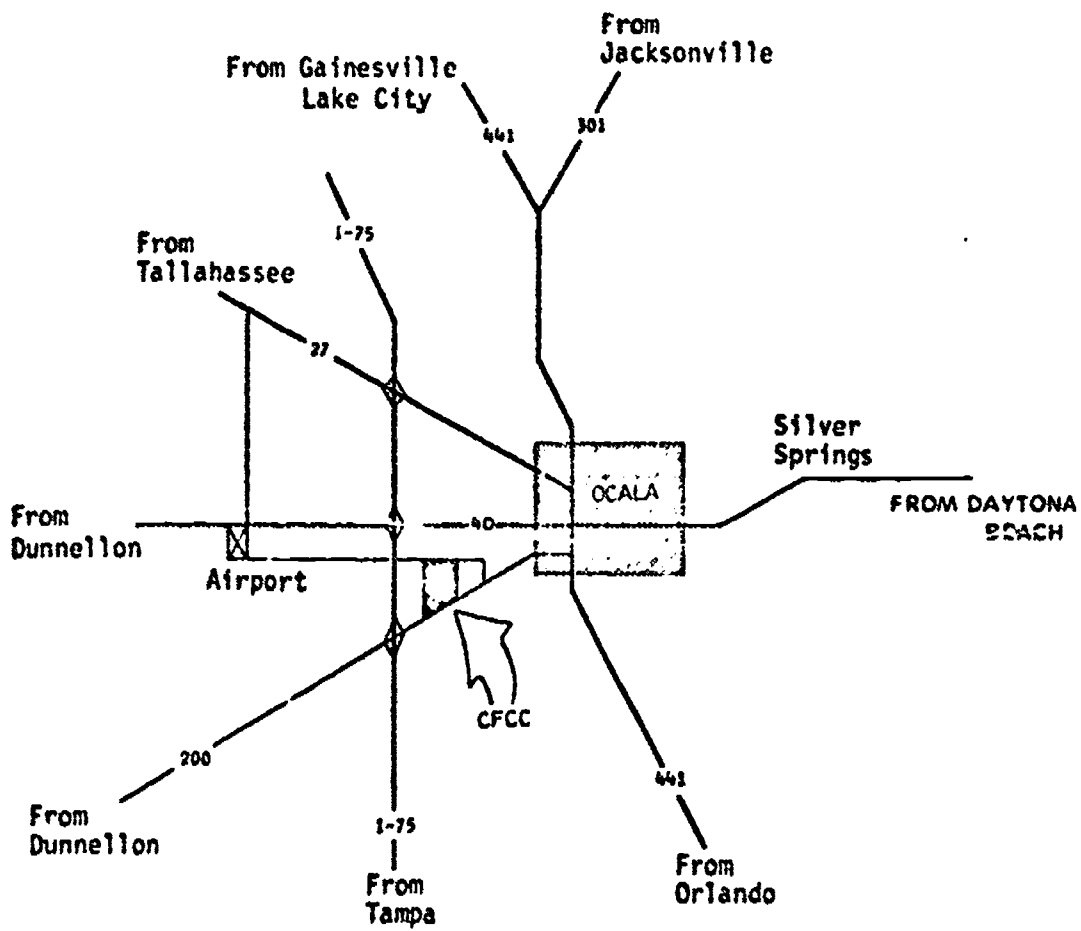 From
Jacksonville
From Gainesville
Lake City
441
301
I-75
From
Tallahassee
27
Silver
Springs
OCALA
FROM DAYTONA
BEACH
From
Dunnellon
40
Airport
CFCC
200
441
From
Dunnellon
I-75
From
Orlando
From
Tampa